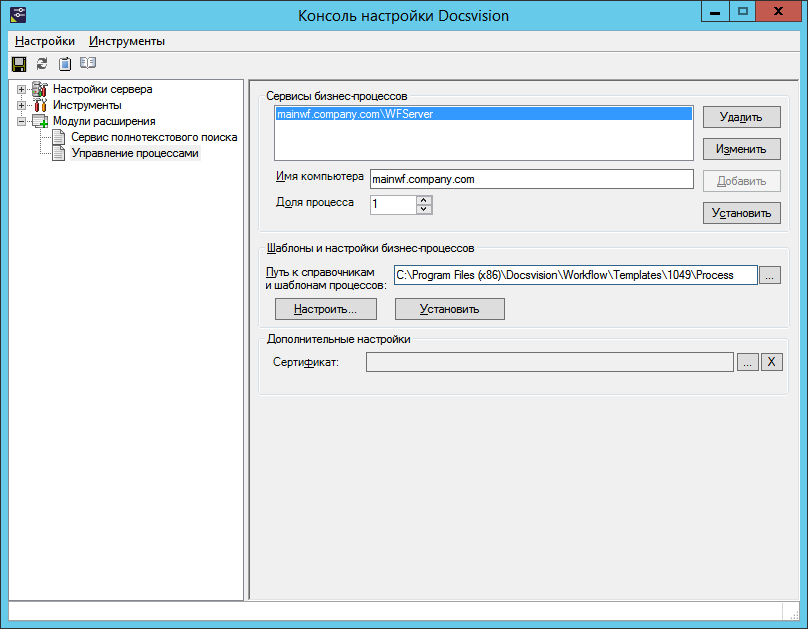 Консоль настройки Docsvision
Настройки Инструменты
Настройки сервера
Инструменты
Модули расширения
Сервис полнотекстового поиска
Управление процессами
Сервисы бизнес-процессов
mainwf.company.com\WFServer
Удалить
Изменить
Имя компьютера mainwf.company.com
Добавить
Доля процесса 1
Установить
Шаблоны и настройки бизнес-процессов
Путь к справочникам
и шаблонам процессов: C:\Program Files (x86)\Docsvision\Workflow\Templates\1049\Process ...
Настроить... Установить
Дополнительные настройки
Сертификат: ... X